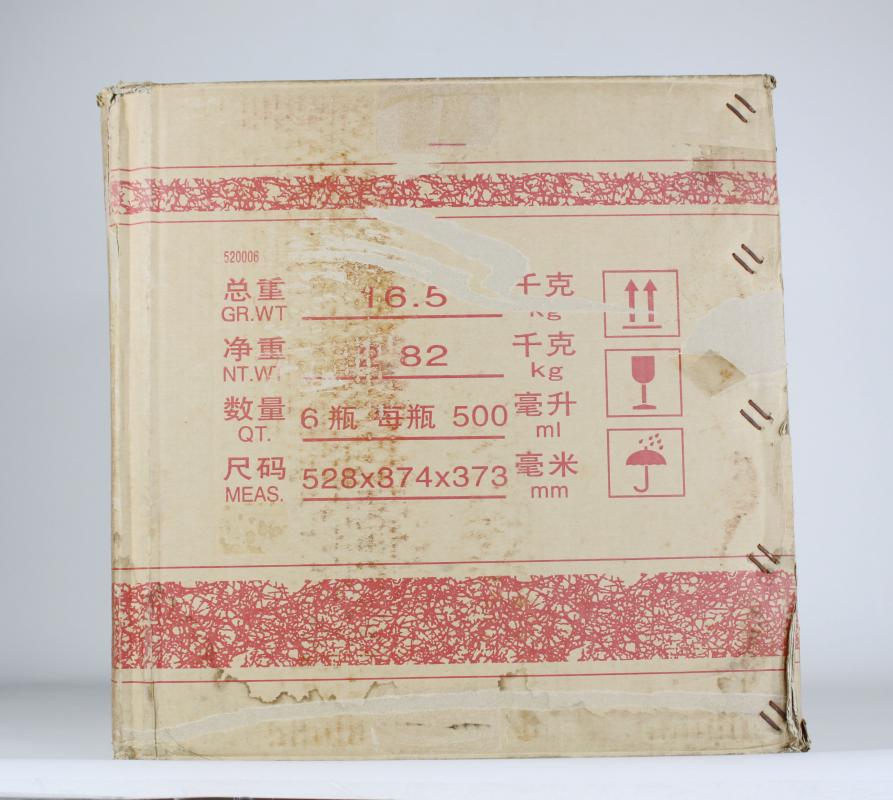 520006
总重 16.5 千克
GR.WT kg
净重 82 千克
NT.WT kg
数量 6瓶 每瓶 500 毫升
QT. ml
尺码 528x374x373 毫米
MEAS. mm